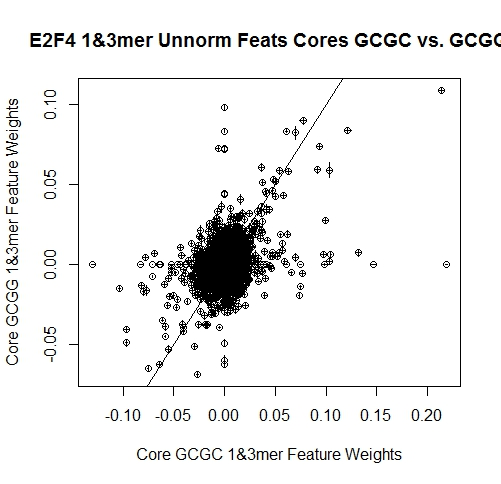 E2F4 1&3mer Unnorm Feats Cores GCGC vs. GCGG
Core GCGG 1&3mer Feature Weights
0.10
0.05
0.00
-0.05
-0.10 -0.05 0.00 0.05 0.10 0.15 0.20
Core GCGC 1&3mer Feature Weights